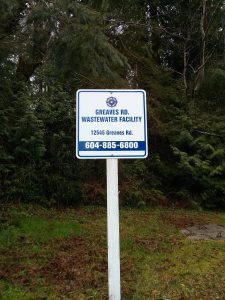 GREAVES RD.
WASTEWATER FACILITY
12546 Greaves Rd.
604-885-6800